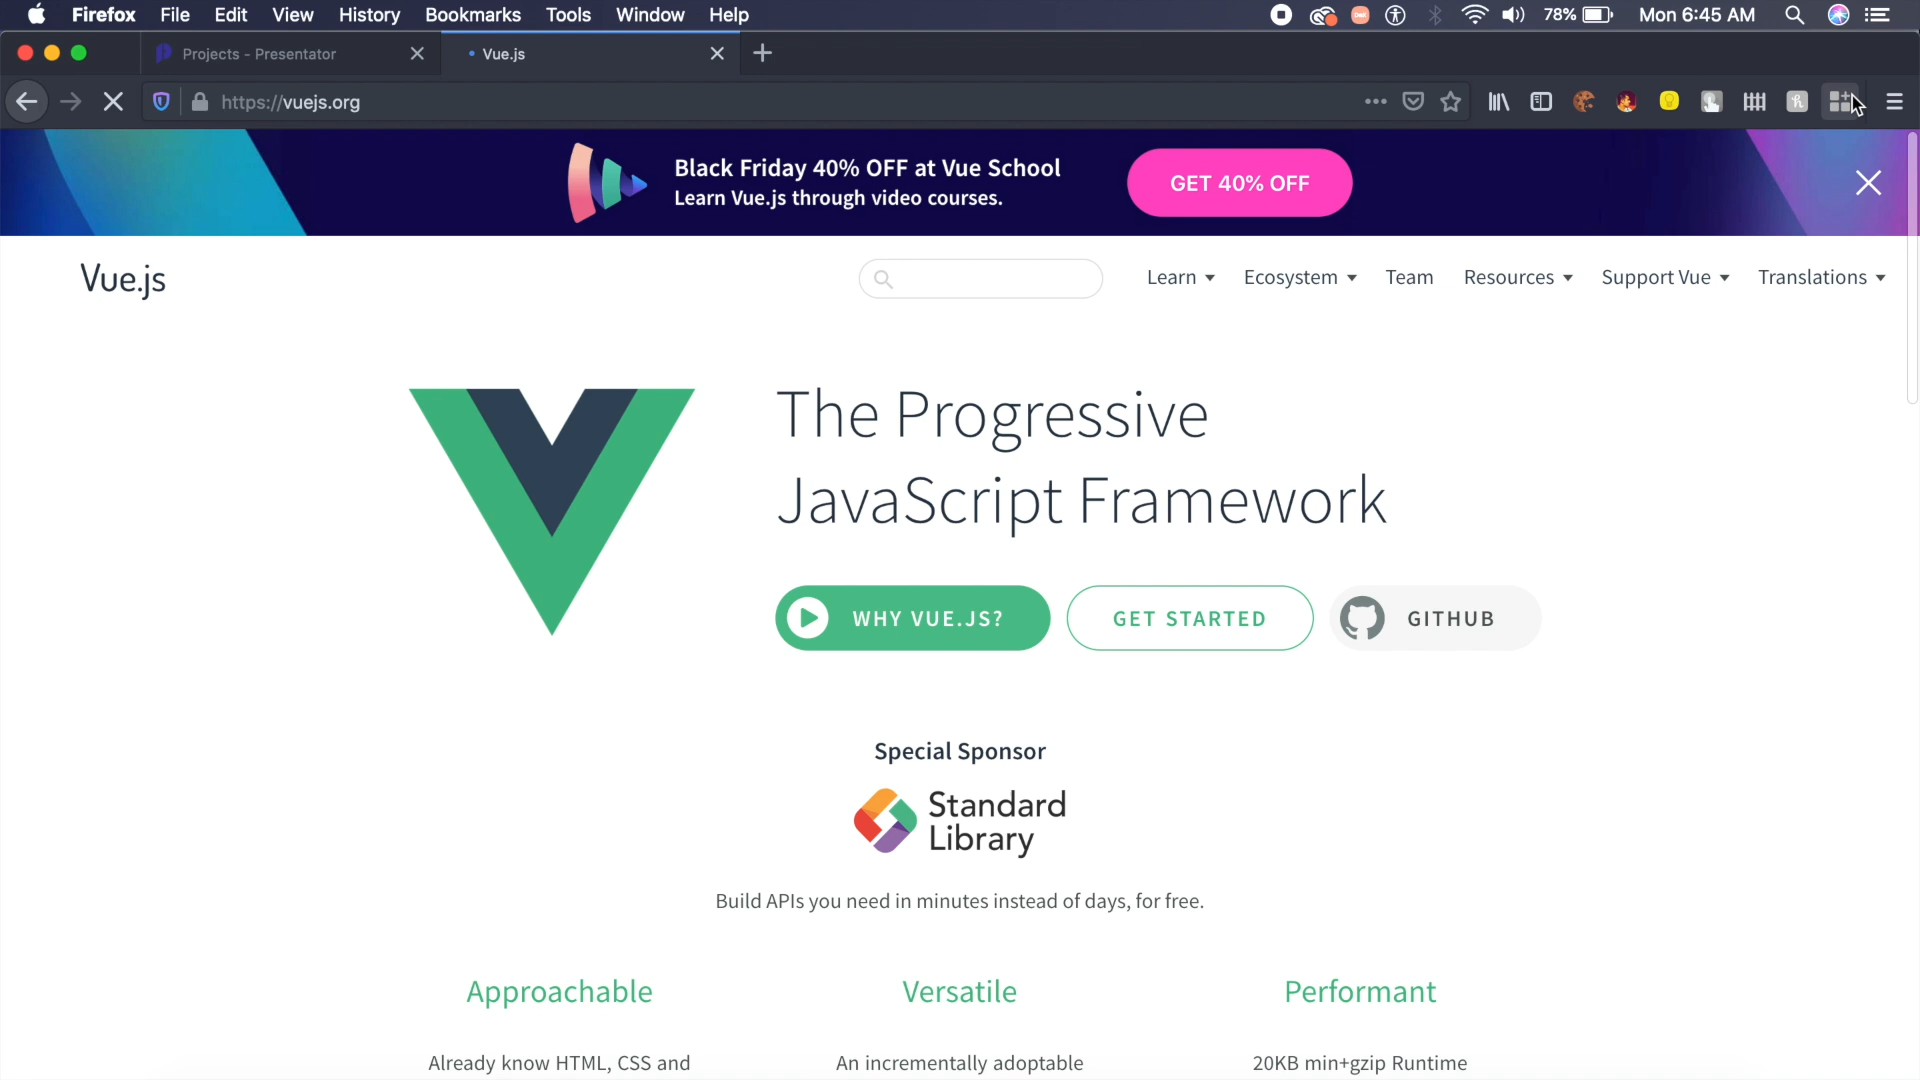 Firefox File Edit View History Bookmarks Tools Window Help 78% Mon 6:45 AM
Projects - Presentator
Vue.js
https://vuejs.org
Black Friday 40% OFF at Vue School
Learn Vue.js through video courses.
GET 40% OFF
Vue.js
Learn Ecosystem Team Resources Support Vue Translations
The Progressive
JavaScript Framework
WHY VUE.JS? GET STARTED GITHUB
Special Sponsor
Standard
Library
Build APIs you need in minutes instead of days, for free.
Approachable Versatile Performant
Already know HTML, CSS and An incrementally adoptable 20KB min+gzip Runtime